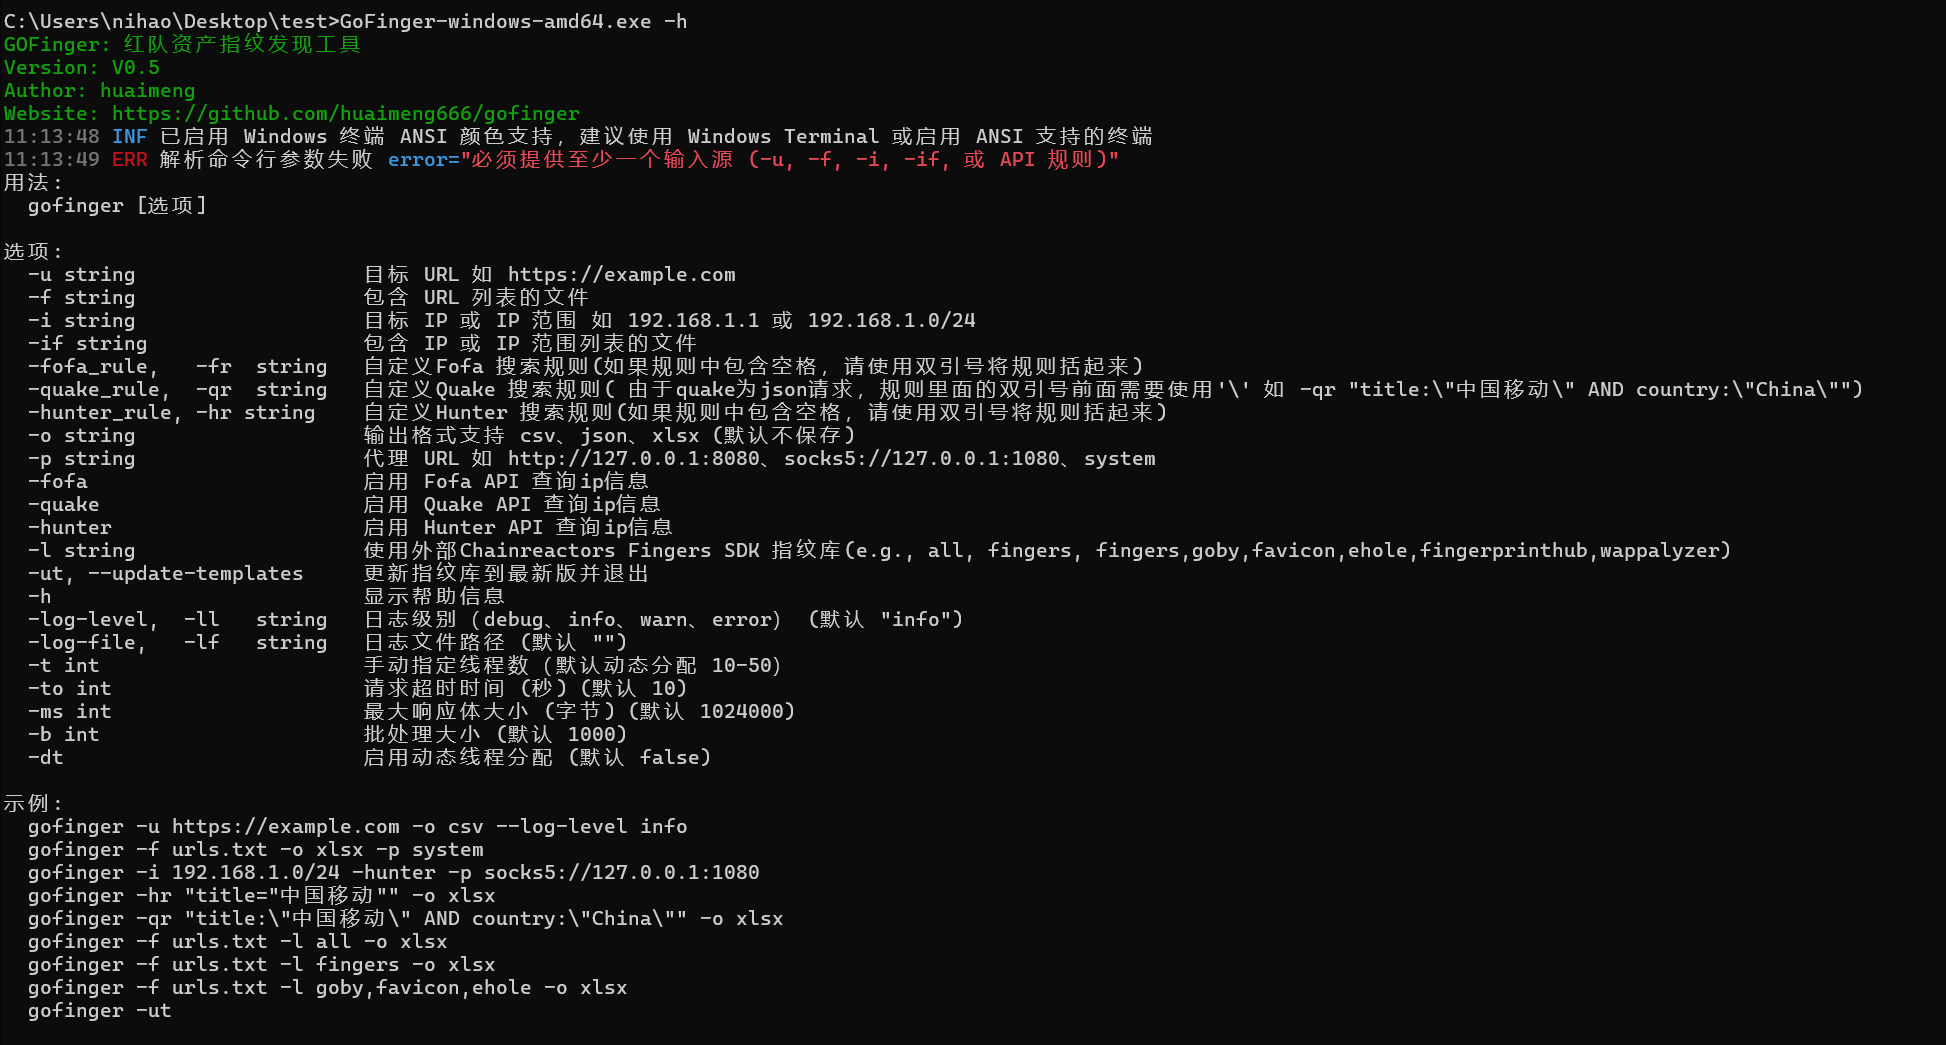 C:\Users\nihao\Desktop\test>GoFinger-windows-amd64.exe -h
GOFinger: 红队资产指纹发现工具
Version: V0.5
Author: huaimeng
Website: https://github.com/huaimeng666/gofinger
11:13:48 INF 已启用 Windows 终端 ANSI 颜色支持，建议使用 Windows Terminal 或启用 ANSI 支持的终端
11:13:49 ERR 解析命令行参数失败 error="必须提供至少一个输入源 (-u, -f, -i, -if, 或 API 规则)"
用法:
  gofinger [选项]

选项:
  -u string                   目标 URL 如 https://example.com
  -f string                   包含 URL 列表的文件
  -i string                   目标 IP 或 IP 范围 如 192.168.1.1 或 192.168.1.0/24
  -if string                  包含 IP 或 IP 范围列表的文件
  -fofa_rule,   -fr  string   自定义Fofa 搜索规则(如果规则中包含空格，请使用双引号将规则括起来)
  -quake_rule,  -qr  string   自定义Quake 搜索规则( 由于quake为json请求，规则里面的双引号前面需要使用'\' 如 -qr "title:\"中国移动\" AND country:\"China\"")
  -hunter_rule, -hr string    自定义Hunter 搜索规则(如果规则中包含空格，请使用双引号将规则括起来)
  -o string                   输出格式支持 csv、json、xlsx (默认不保存)
  -p string                   代理 URL 如 http://127.0.0.1:8080、socks5://127.0.0.1:1080、system
  -fofa                       启用 Fofa API 查询ip信息
  -quake                      启用 Quake API 查询ip信息
  -hunter                     启用 Hunter API 查询ip信息
  -l string                   使用外部Chainreactors Fingers SDK 指纹库(e.g., all, fingers, fingers,goby,favicon,ehole,fingerprinthub,wappalyzer)
  -ut, --update-templates     更新指纹库到最新版并退出
  -h                          显示帮助信息
  -log-level,  -ll   string   日志级别（debug、info、warn、error） (默认 "info")
  -log-file,   -lf   string   日志文件路径 (默认 "")
  -t int                      手动指定线程数（默认动态分配 10-50）
  -to int                     请求超时时间 (秒) (默认 10)
  -ms int                     最大响应体大小 (字节) (默认 1024000)
  -b int                      批处理大小 (默认 1000)
  -dt                         启用动态线程分配 (默认 false)

示例:
  gofinger -u https://example.com -o csv --log-level info
  gofinger -f urls.txt -o xlsx -p system
  gofinger -i 192.168.1.0/24 -hunter -p socks5://127.0.0.1:1080
  gofinger -hr "title="中国移动"" -o xlsx
  gofinger -qr "title:\"中国移动\" AND country:\"China\"" -o xlsx
  gofinger -f urls.txt -l all -o xlsx
  gofinger -f urls.txt -l fingers -o xlsx
  gofinger -f urls.txt -l goby,favicon,ehole -o xlsx
  gofinger -ut